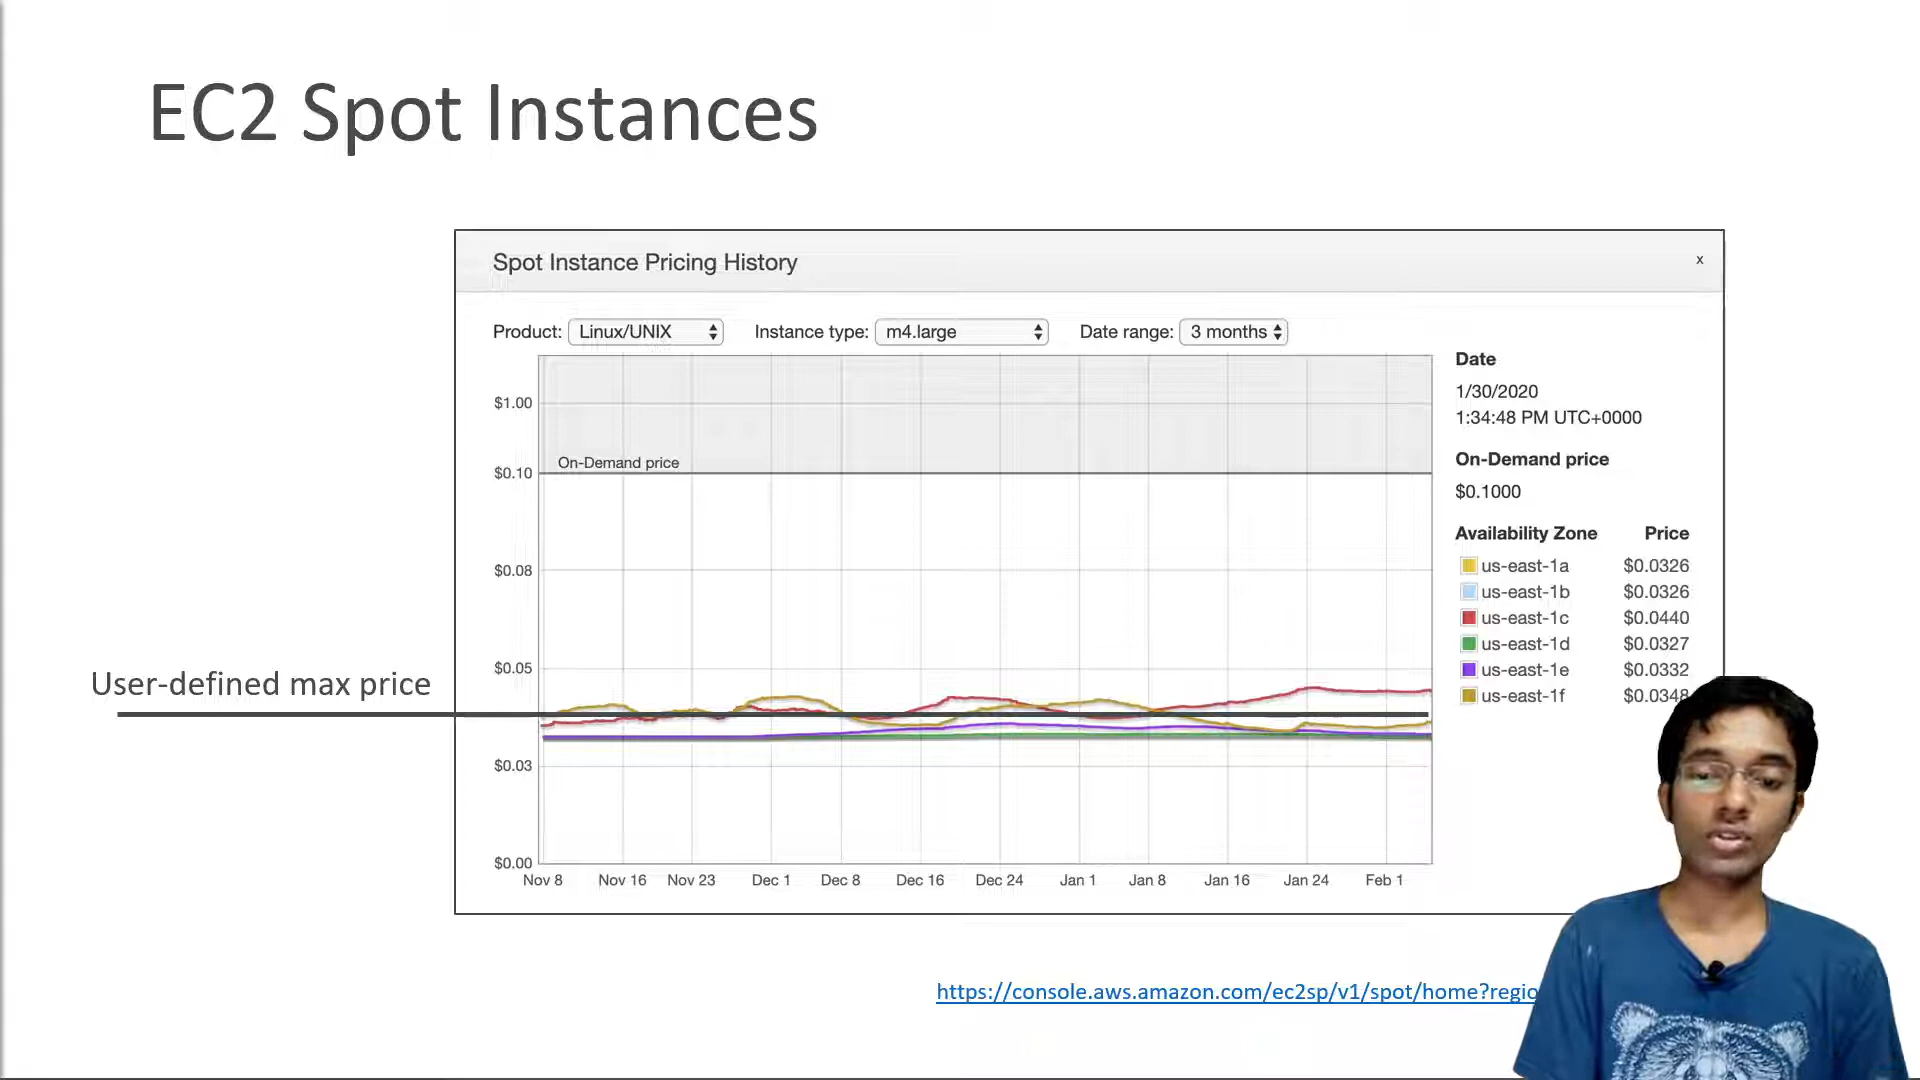 EC2 Spot Instances
Spot Instance Pricing History
x
Product: Linux/UNIX Instance type: m4.large Date range: 3 months
$1.00
On-Demand price
$0.10
$0.08
$0.05
$0.03
$0.00
Nov 8 Nov 16 Nov 23 Dec 1 Dec 8 Dec 16 Dec 24 Jan 1 Jan 8 Jan 16 Jan 24 Feb 1
Date
1/30/2020
1:34:48 PM UTC+0000
On-Demand price
$0.1000
Availability Zone Price
us-east-1a $0.0326
us-east-1b $0.0326
us-east-1c $0.0440
us-east-1d $0.0327
us-east-1e $0.0332
us-east-1f $0.0348
User-defined max price
https://console.aws.amazon.com/ec2sp/v1/spot/home?regio